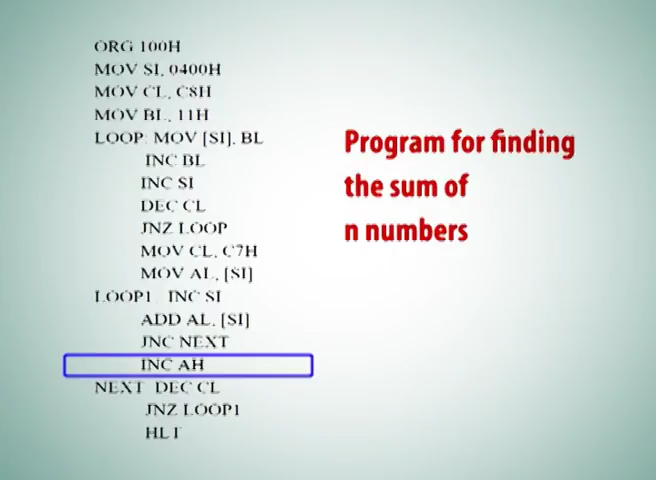 ORG 100H
MOV SI, 0400H
MOV CL, C8H
MOV BL, 11H
LOOP: MOV [SI], BL
INC BL
INC SI
DEC CL
JNZ LOOP
MOV CL, C7H
MOV AL, [SI]
LOOP1 INC SI
ADD AL, [SI]
JNC NEXT
INC AH
NEXT DEC CL
JNZ LOOP1
HLT
Program for finding
the sum of
n numbers